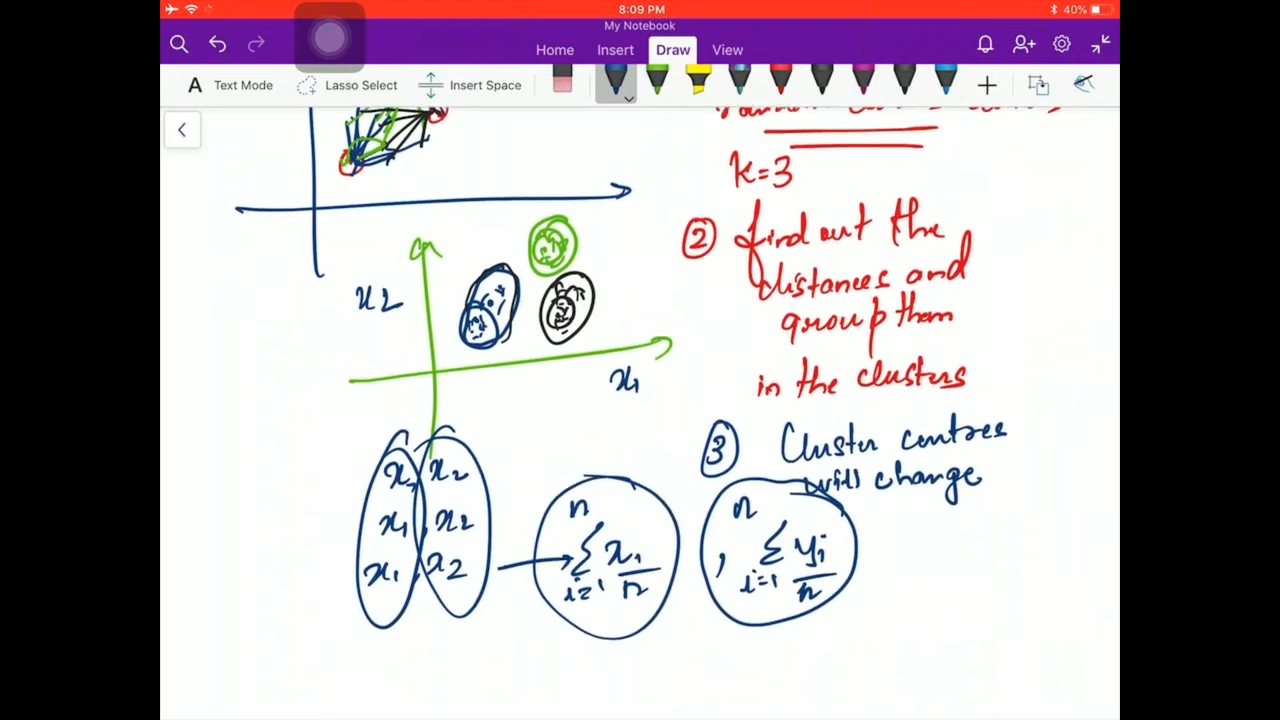 8:09 PM
40%
My Notebook
Home Insert Draw View
A Text Mode Lasso Select Insert Space
k=3
② find out the
distances and
group them
in the clusters
x2
x1
③ Cluster centres
will change
x1 x2
x1, x2
x1, x2
n Σ i=1 x1/n , n Σ i=1 yi/n